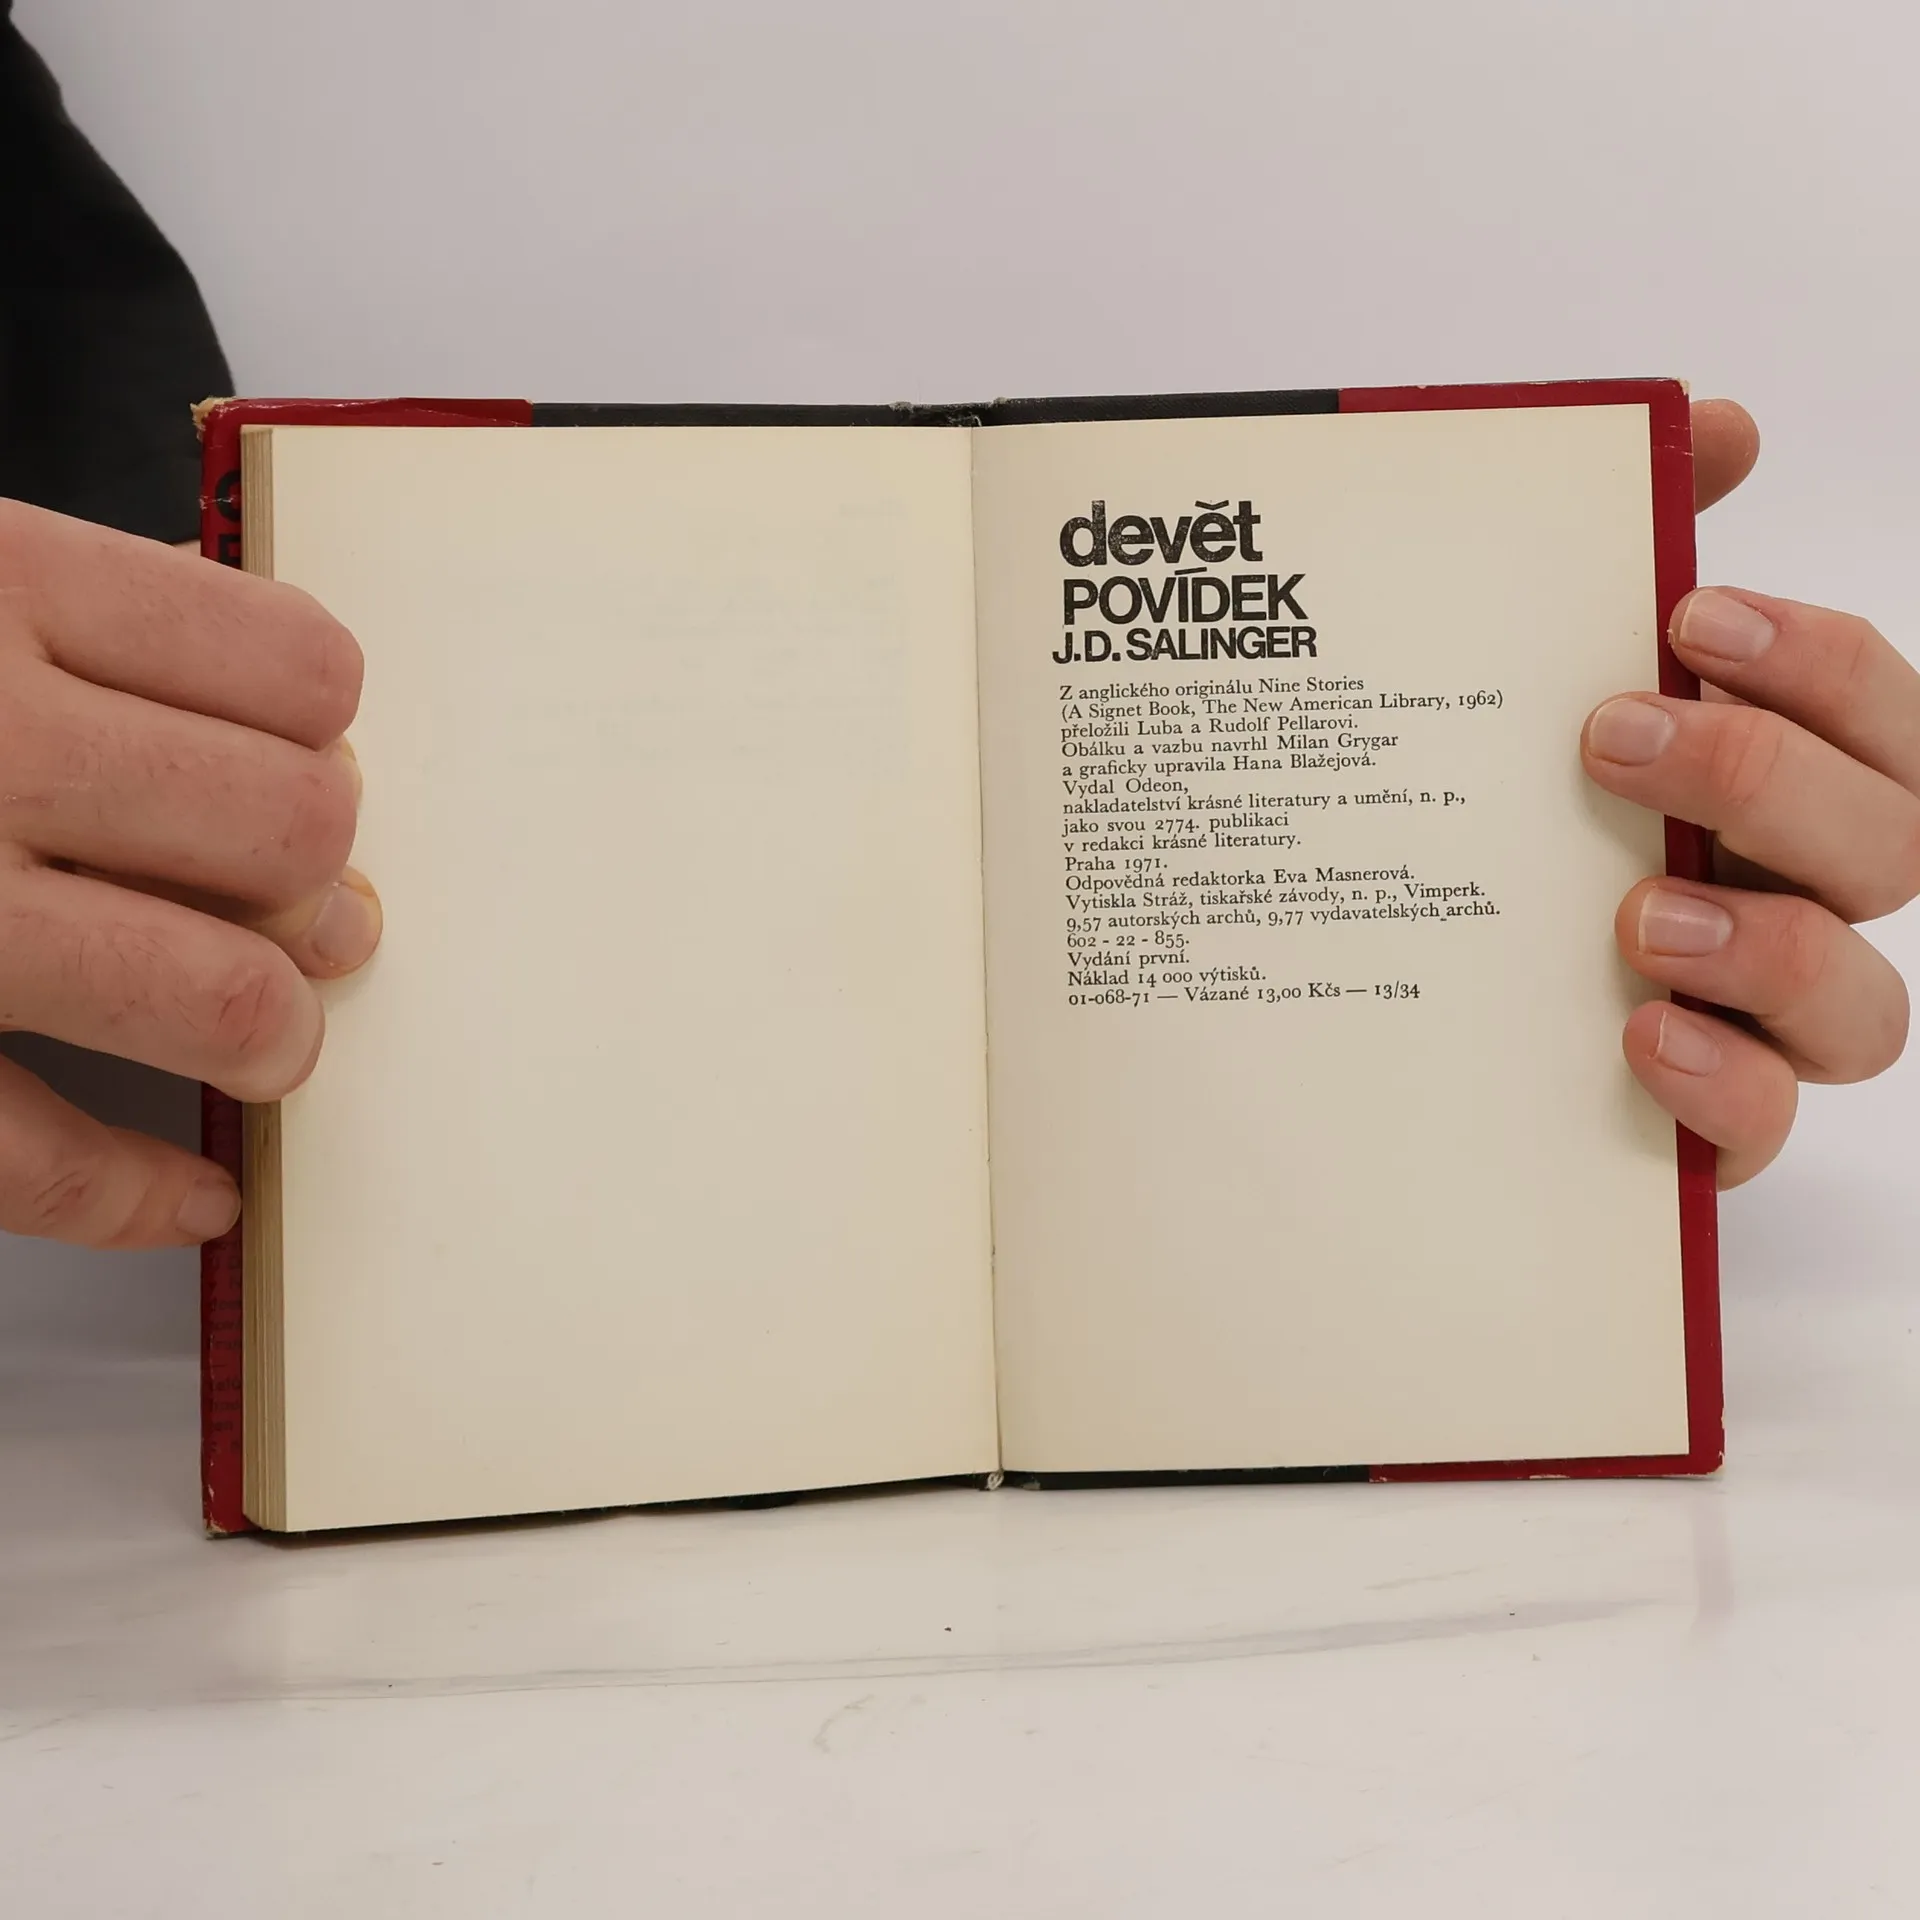 devět
POVÍDEK
J.D. SALINGER
Z anglického originálu Nine Stories
(A Signet Book, The New American Library, 1962)
přeložili Luba a Rudolf Pellarovi.
Obálku a vazbu navrhl Milan Grygar
a graficky upravila Hana Blažejová.
Vydal Odeon,
nakladatelství krásné literatury a umění, n. p.,
jako svou 2774. publikaci
v redakci krásné literatury.
Praha 1971.
Odpovědná redaktorka Eva Masnerová.
Vytiskla Stráž, tiskařské závody, n. p., Vimperk.
9,57 autorských archů, 9,77 vydavatelských archů.
602 - 22 - 855.
Vydání první.
Náklad 14 000 výtisků.
01-068-71 — Vázané 13,00 Kčs — 13/34